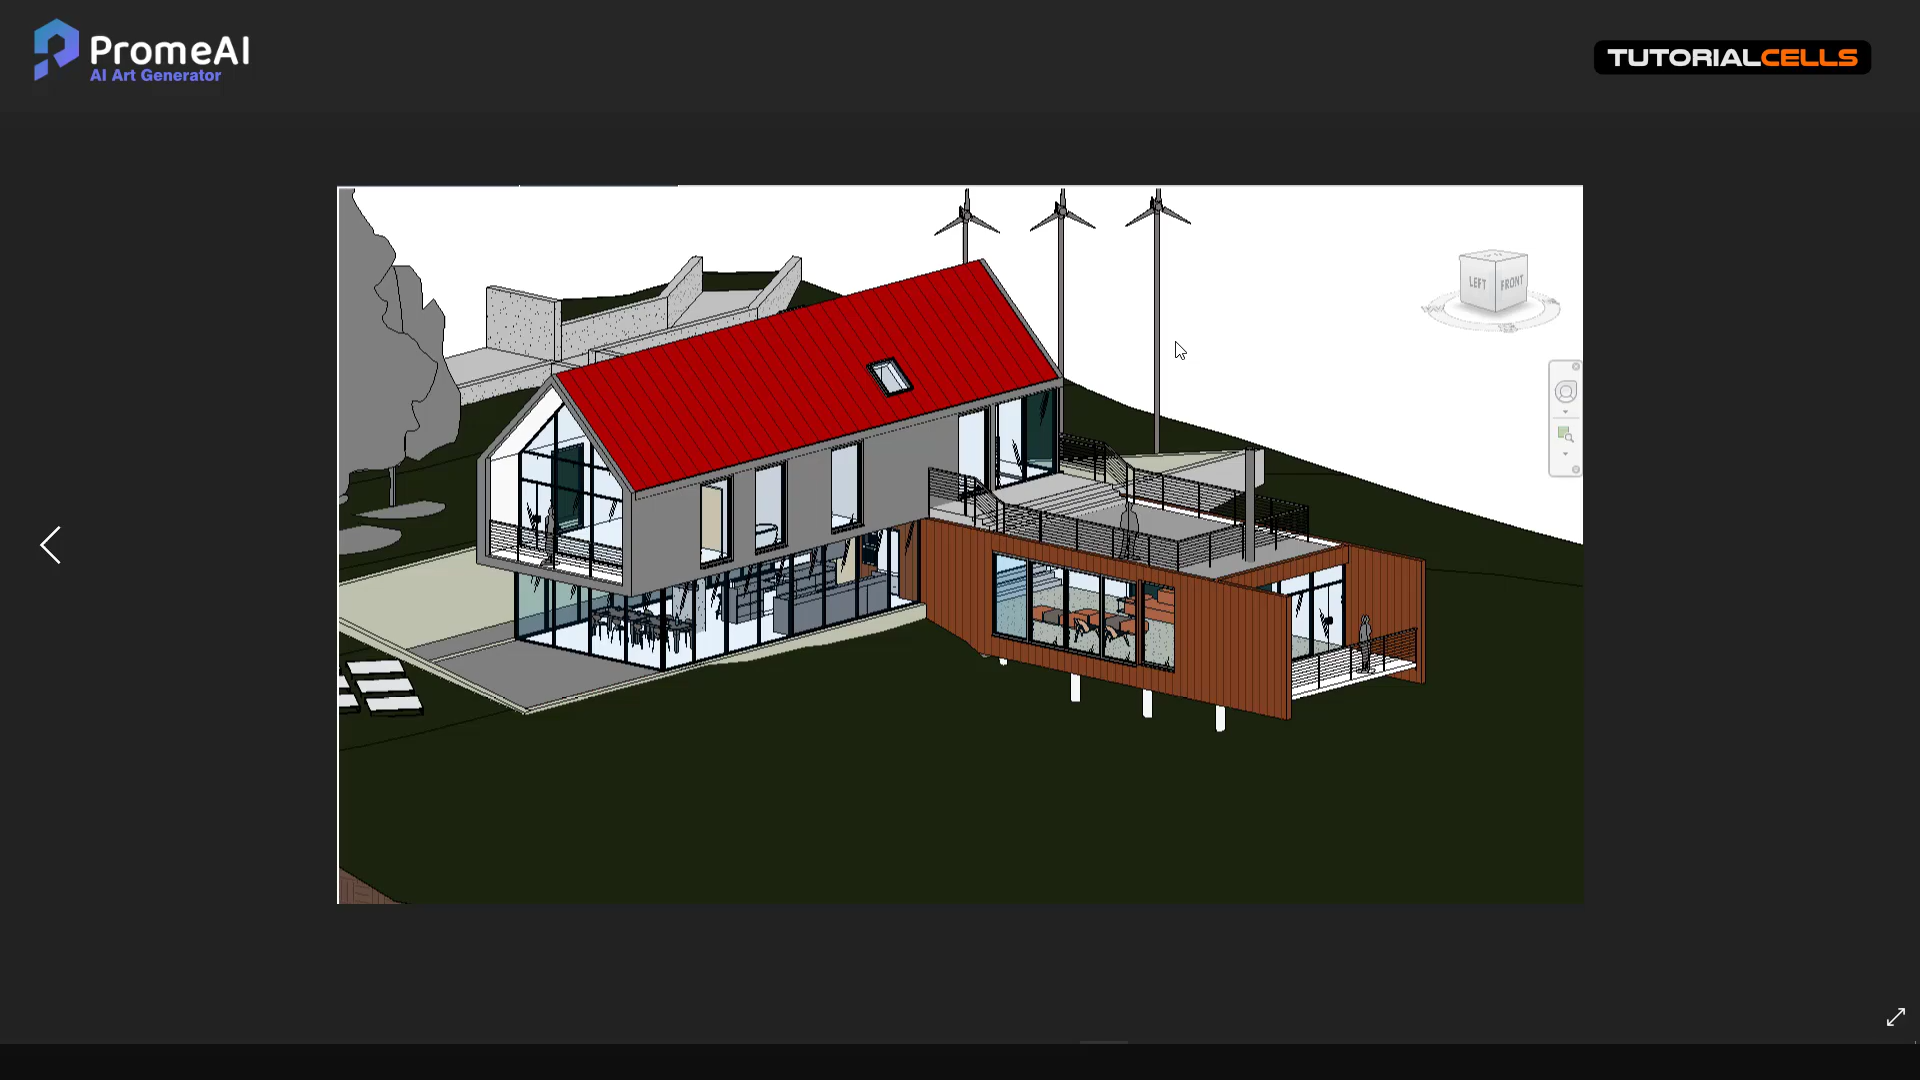 PromeAI
AI Art Generator
TUTORIALCELLS
LEFT
FRONT